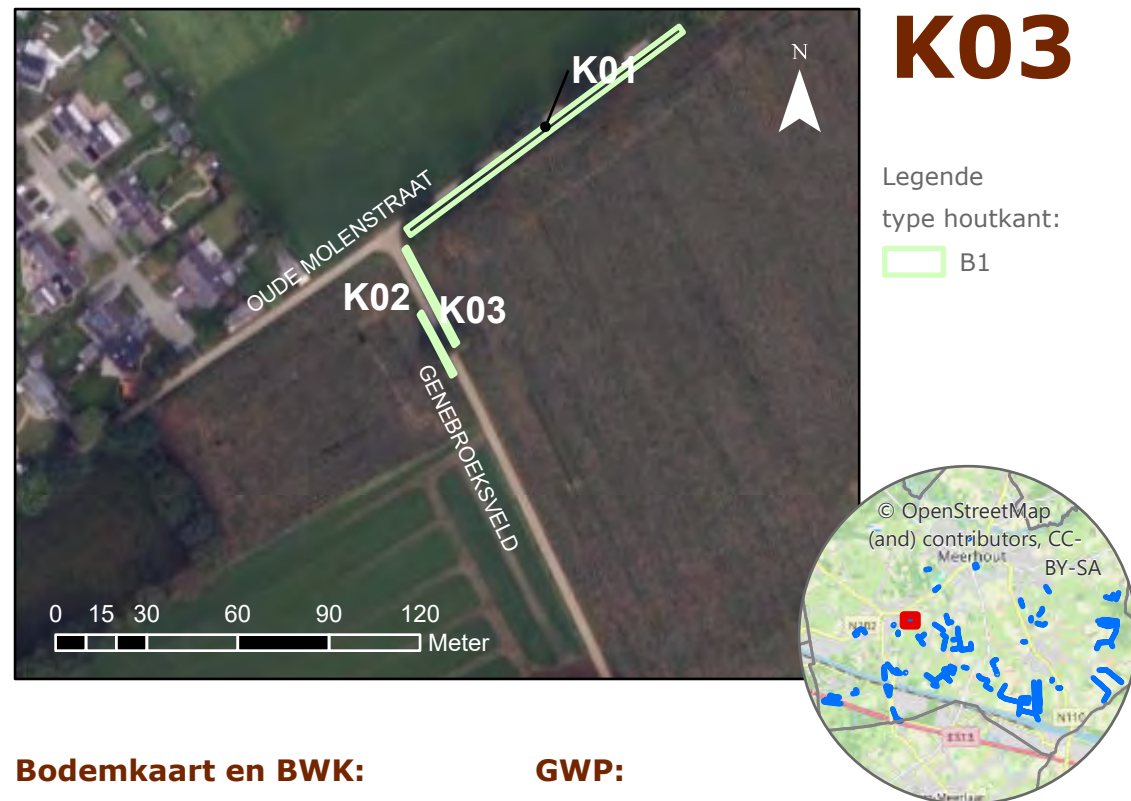 K03
N
K01
Legende
type houtkant:
B1
OUDE MOLENSTRAAT
K02
K03
GENEBROEKSVELD
© OpenStreetMap
(and) contributors, CC-
BY-SA
Meerhout
N110
E313
0 15 30 60 90 120
Meter
Bodemkaart en BWK:
GWP: